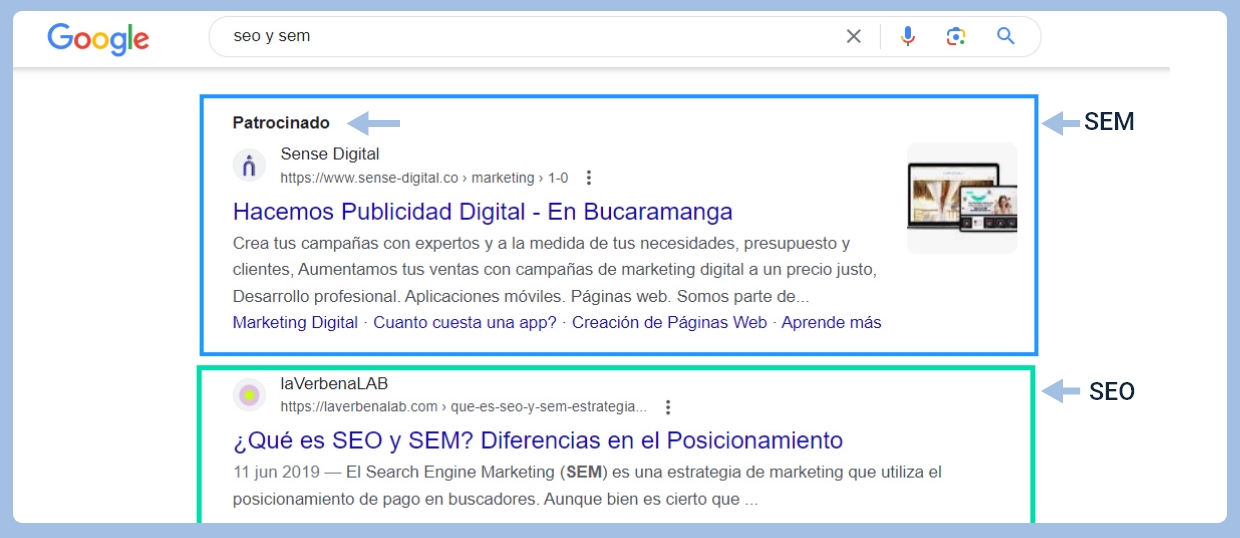 Google
seo y sem
Patrocinado
SEM
Sense Digital
https://www.sense-digital.co › marketing › 1-0
Hacemos Publicidad Digital - En Bucaramanga
Crea tus campañas con expertos y a la medida de tus necesidades, presupuesto y
clientes, Aumentamos tus ventas con campañas de marketing digital a un precio justo,
Desarrollo profesional. Aplicaciones móviles. Páginas web. Somos parte de...
Marketing Digital · Cuanto cuesta una app? · Creación de Páginas Web · Aprende más
laVerbenaLAB
SEO
https://laverbenalab.com › que-es-seo-y-sem-estrategia...
¿Qué es SEO y SEM? Diferencias en el Posicionamiento
11 jun 2019 — El Search Engine Marketing (SEM) es una estrategia de marketing que utiliza el
posicionamiento de pago en buscadores. Aunque bien es cierto que ...